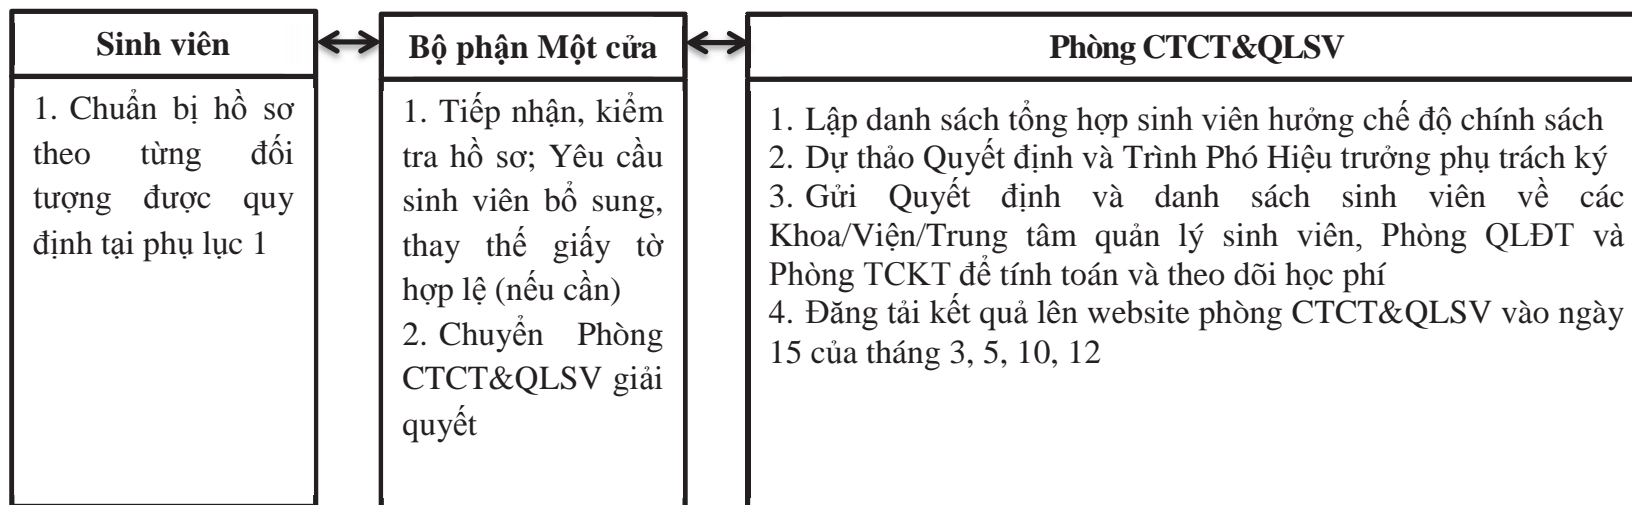 Sinh viên
1. Chuẩn bị hồ sơ
theo từng đối
tượng được quy
định tại phụ lục 1
Bộ phận Một cửa
1. Tiếp nhận, kiểm
tra hồ sơ; Yêu cầu
sinh viên bổ sung,
thay thế giấy tờ
hợp lệ (nếu cần)
2. Chuyển Phòng
CTCT&QLSV giải
quyết
Phòng CTCT&QLSV
1. Lập danh sách tổng hợp sinh viên hưởng chế độ chính sách
2. Dự thảo Quyết định và Trình Phó Hiệu trưởng phụ trách ký
3. Gửi Quyết định và danh sách sinh viên về các
Khoa/Viện/Trung tâm quản lý sinh viên, Phòng QLĐT và
Phòng TCKT để tính toán và theo dõi học phí
4. Đăng tải kết quả lên website phòng CTCT&QLSV vào ngày
15 của tháng 3, 5, 10, 12